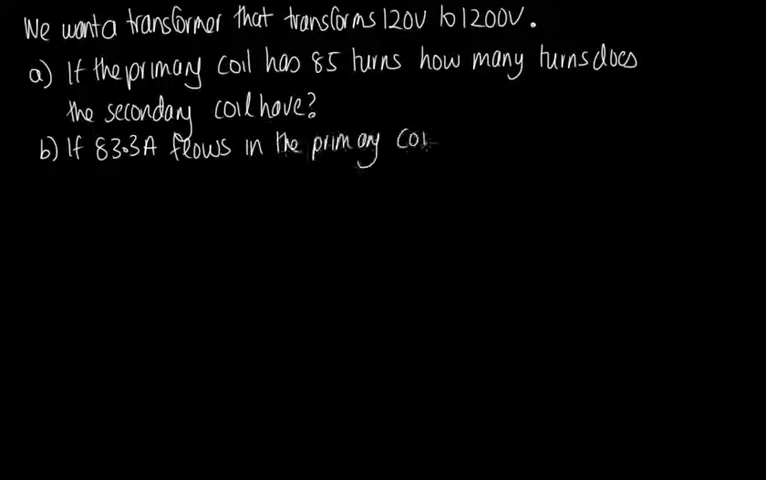 We want a transformer that transforms 120V to 1200V.
a) If the primary coil has 85 turns how many turns does
the secondary coil have?
b) If 83.3A flows in the primary coi